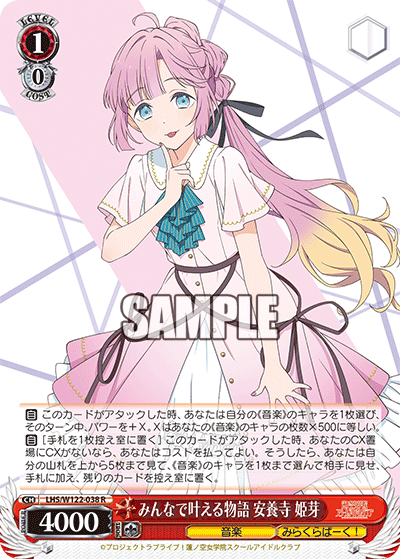 LEVEL
1
0
COST
SAMPLE
自 このカードがアタックした時、あなたは自分の《音楽》のキャラを1枚選び、
そのターン中、パワーを+X。Xはあなたの《音楽》のキャラの枚数×500に等しい。
自 [手札を1枚控え室に置く] このカードがアタックした時、あなたのCX置
場にCXがないなら、あなたはコストを払ってよい。そうしたら、あなたは
自分の山札を上から5枚まで見て、《音楽》のキャラを1枚まで選んで相手に見せ、
手札に加え、残りのカードを控え室に置く。
CH LHS/W122-038 R
みんなで叶える物語 安養寺 姫芽
4000
音楽
みらくらぱーく！
©プロジェクトラブライブ！蓮ノ空女学院スクールアイドルクラブ